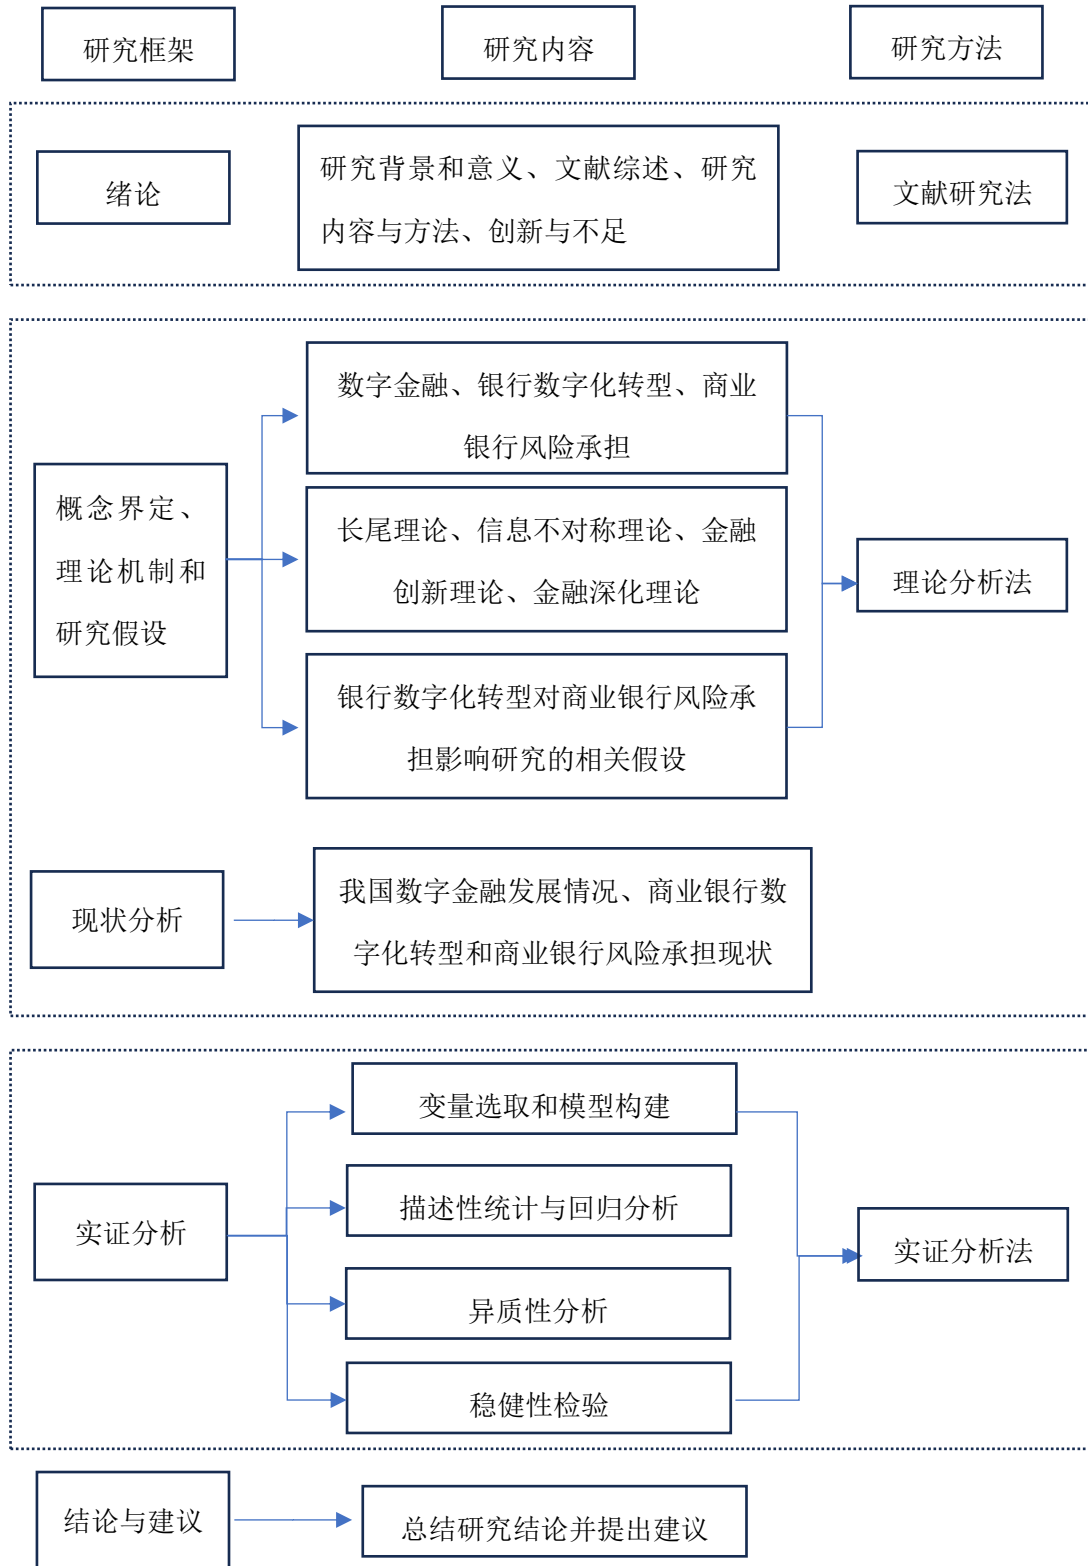 研究框架
研究内容
研究方法
绪论
研究背景和意义、文献综述、研究
内容与方法、创新与不足
文献研究法
概念界定、
理论机制和
研究假设
数字金融、银行数字化转型、商业
银行风险承担
长尾理论、信息不对称理论、金融
创新理论、金融深化理论
银行数字化转型对商业银行风险承
担影响研究的相关假设
理论分析法
现状分析
我国数字金融发展情况、商业银行数
字化转型和商业银行风险承担现状
实证分析
变量选取和模型构建
描述性统计与回归分析
异质性分析
稳健性检验
实证分析法
结论与建议
总结研究结论并提出建议